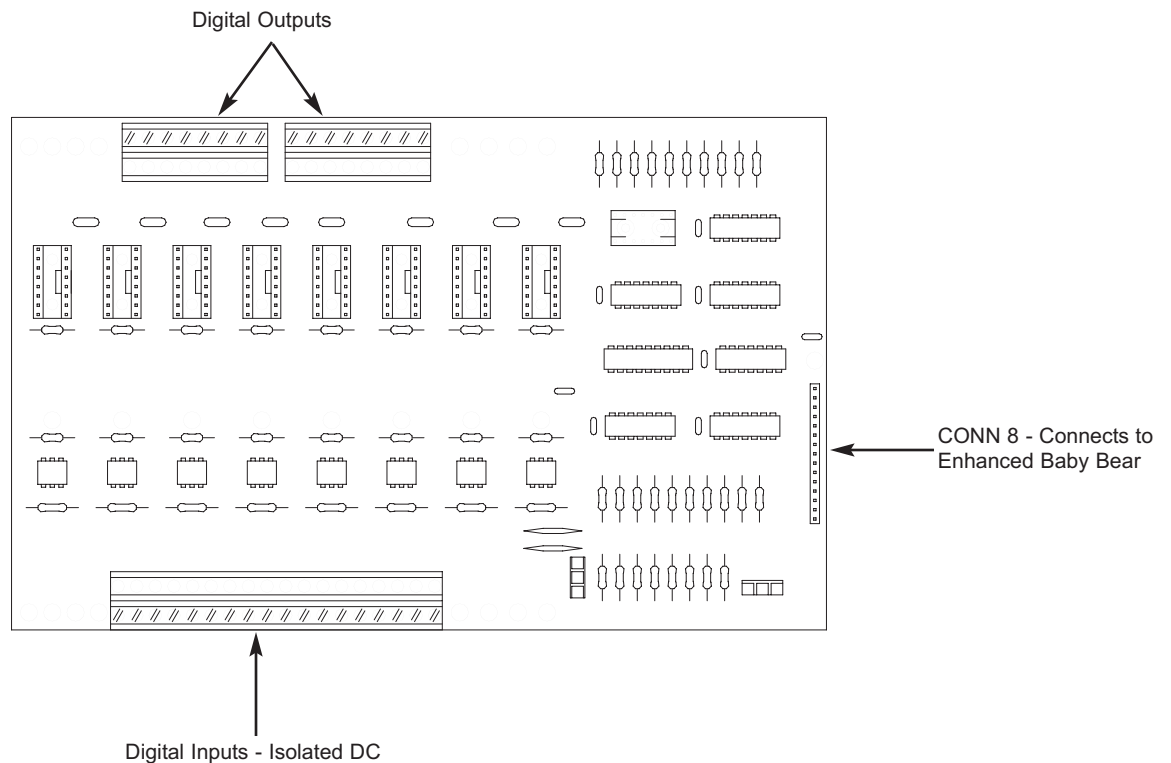 Digital Outputs
CONN 8 - Connects to
Enhanced Baby Bear
Digital Inputs - Isolated DC